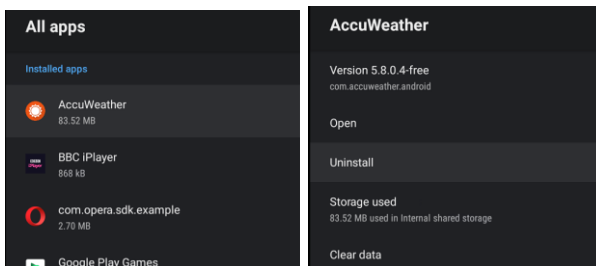 All apps
Installed apps
AccuWeather
83.52 MB
BBC iPlayer
868 kB
com.opera.sdk.example
2.70 MB
Google Play Games
AccuWeather
Version 5.8.0.4-free
com.accuweather.android
Open
Uninstall
Storage used
83.52 MB used in Internal shared storage
Clear data